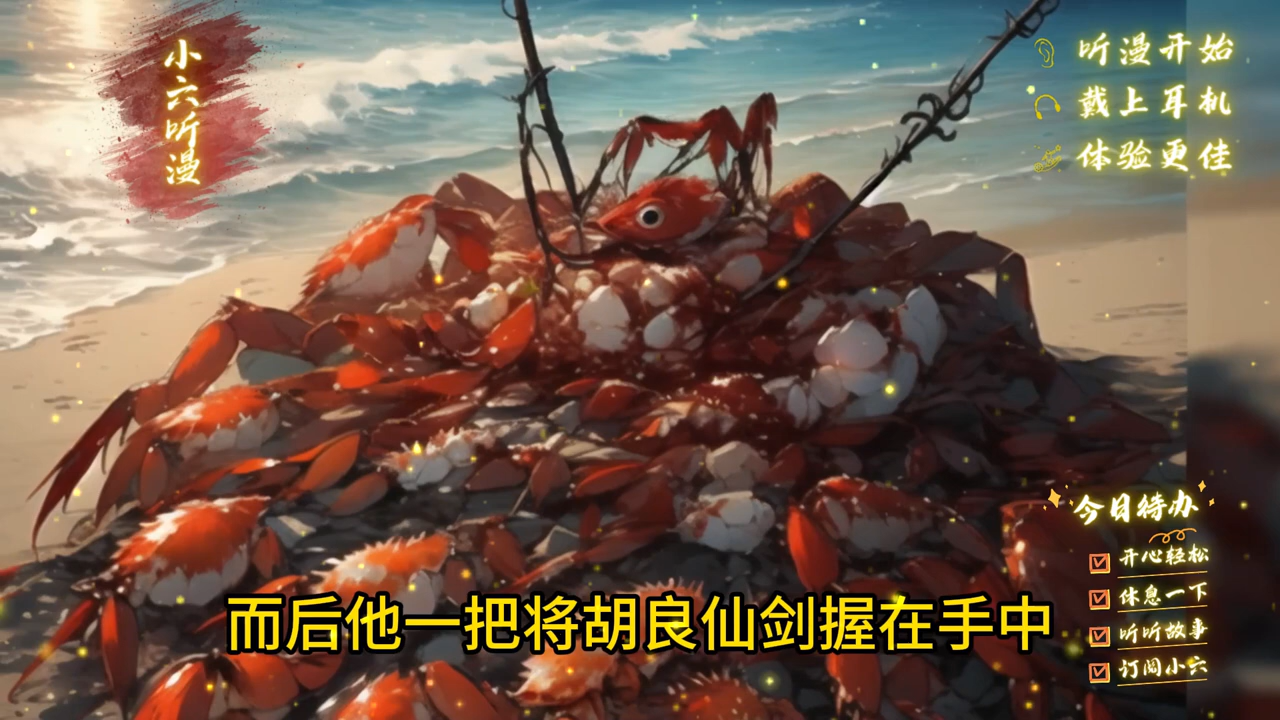 小六听漫
听漫开始
戴上耳机
体验更佳
今日待办
开心轻松
休息一下
听听故事
订阅小六
而后他一把将胡良仙剑握在手中